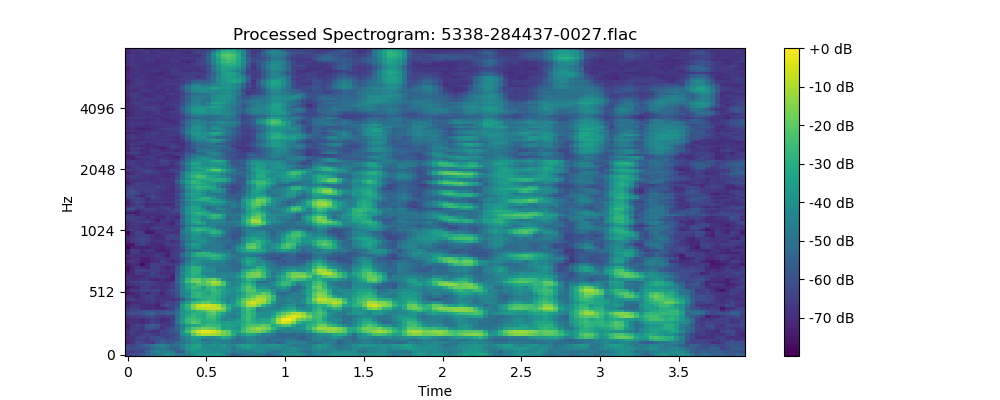 Processed Spectrogram: 5338-284437-0027.flac
Hz
4096
2048
1024
512
0
0
0.5
1
1.5
2
2.5
3
3.5
Time
+0 dB
-10 dB
-20 dB
-30 dB
-40 dB
-50 dB
-60 dB
-70 dB